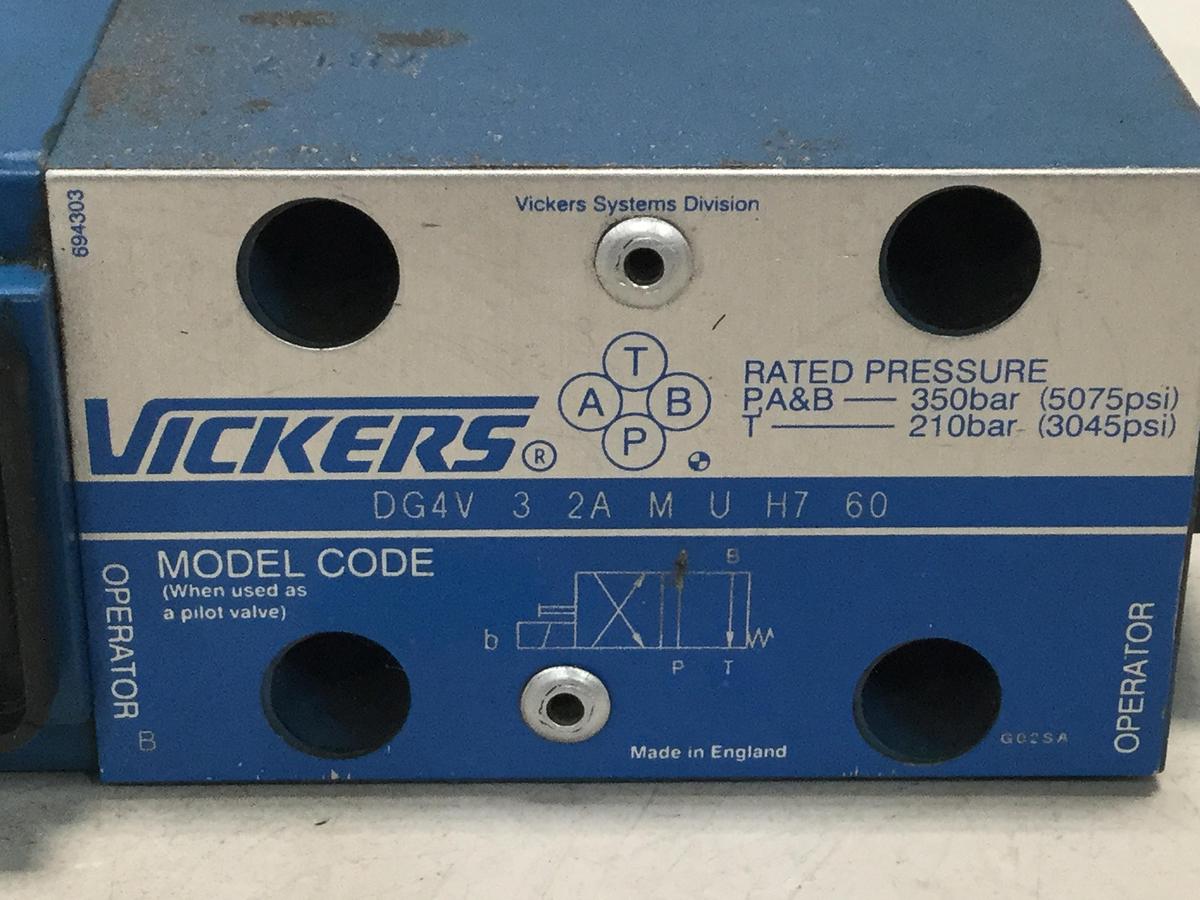 694303
Vickers Systems Division
T
A B
P
VICKERS ®
RATED PRESSURE
P,A&B — 350bar (5075psi)
T — 210bar (3045psi)
DG4V 3 2A M U H7 60
MODEL CODE
(When used as
a pilot valve)
OPERATOR
B
B
b
P T
Made in England
G02SA
OPERATOR